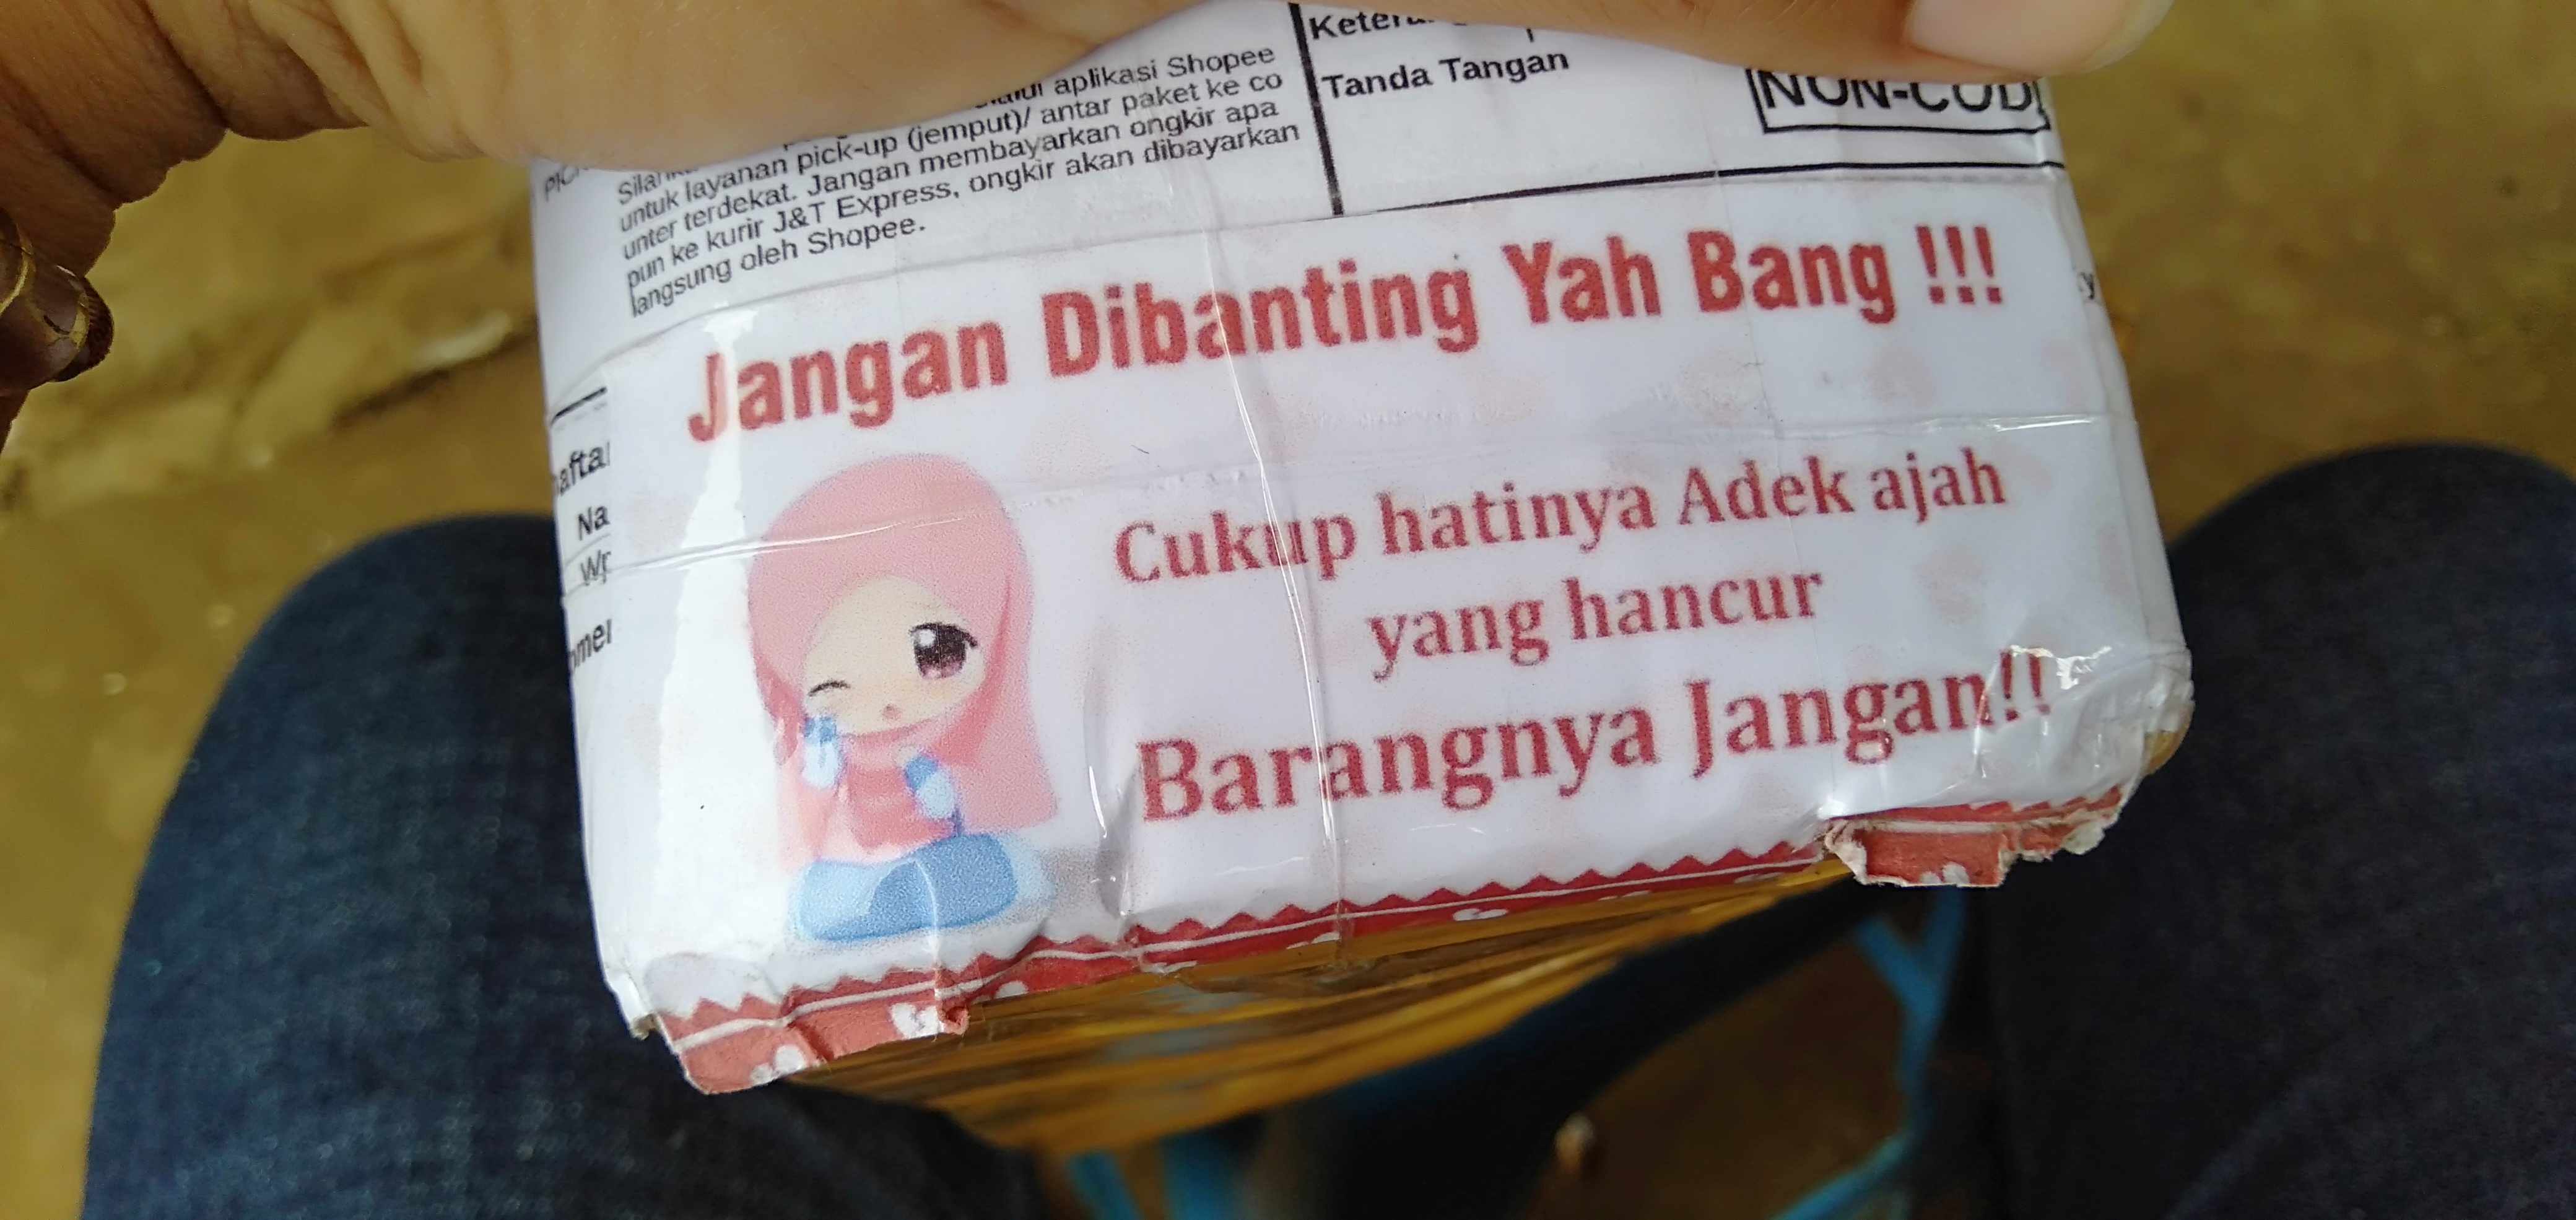 aplikasi Shopee
untuk layanan pick-up (jemput)/ antar paket ke co
unter terdekat. Jangan membayarkan ongkir apa
pun ke kurir J&T Express, ongkir akan dibayarkan
langsung oleh Shopee.
Tanda Tangan
NON-COD
Jangan Dibanting Yah Bang !!!
Cukup hatinya Adek ajah
yang hancur
Barangnya Jangan!!